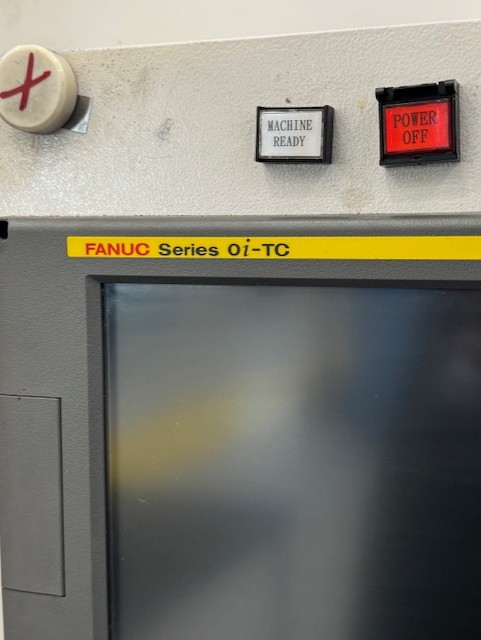 MACHINE
READY
POWER
OFF
FANUC Series 0i-TC